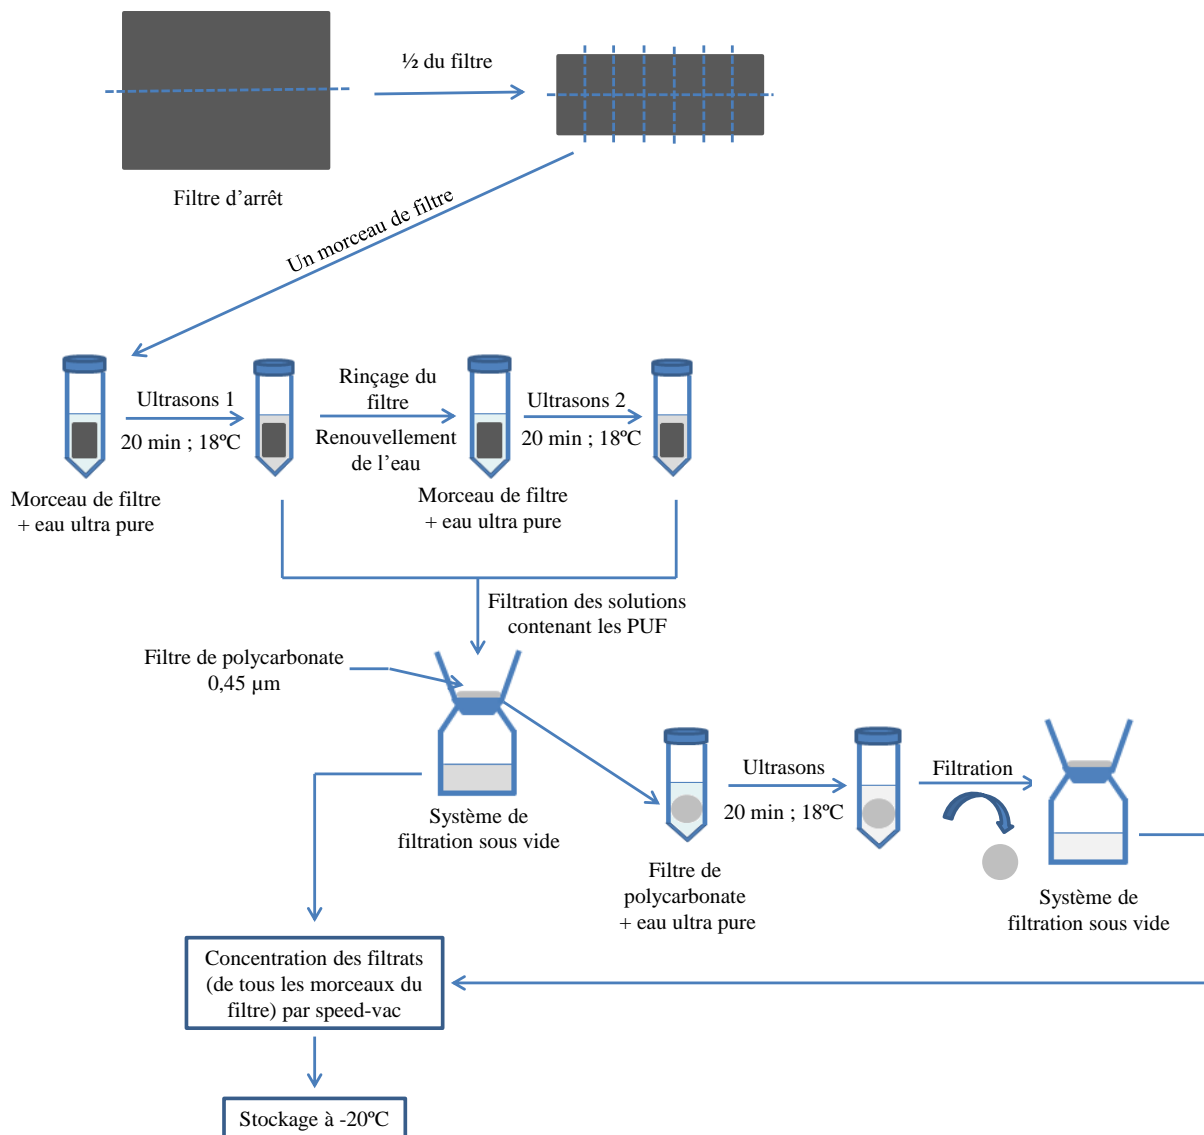 ½ du filtre
Filtre d’arrêt
Un morceau de filtre
Ultrasons 1
20 min ; 18ºC
Rinçage du
filtre
Renouvellement
de l’eau
Ultrasons 2
20 min ; 18ºC
Morceau de filtre
+ eau ultra pure
Morceau de filtre
+ eau ultra pure
Filtration des solutions
contenant les PUF
Filtre de polycarbonate
0,45 µm
Système de
filtration sous vide
Ultrasons
20 min ; 18ºC
Filtration
Filtre de
polycarbonate
+ eau ultra pure
Système de
filtration sous vide
Concentration des filtrats
(de tous les morceaux du
filtre) par speed-vac
Stockage à -20ºC